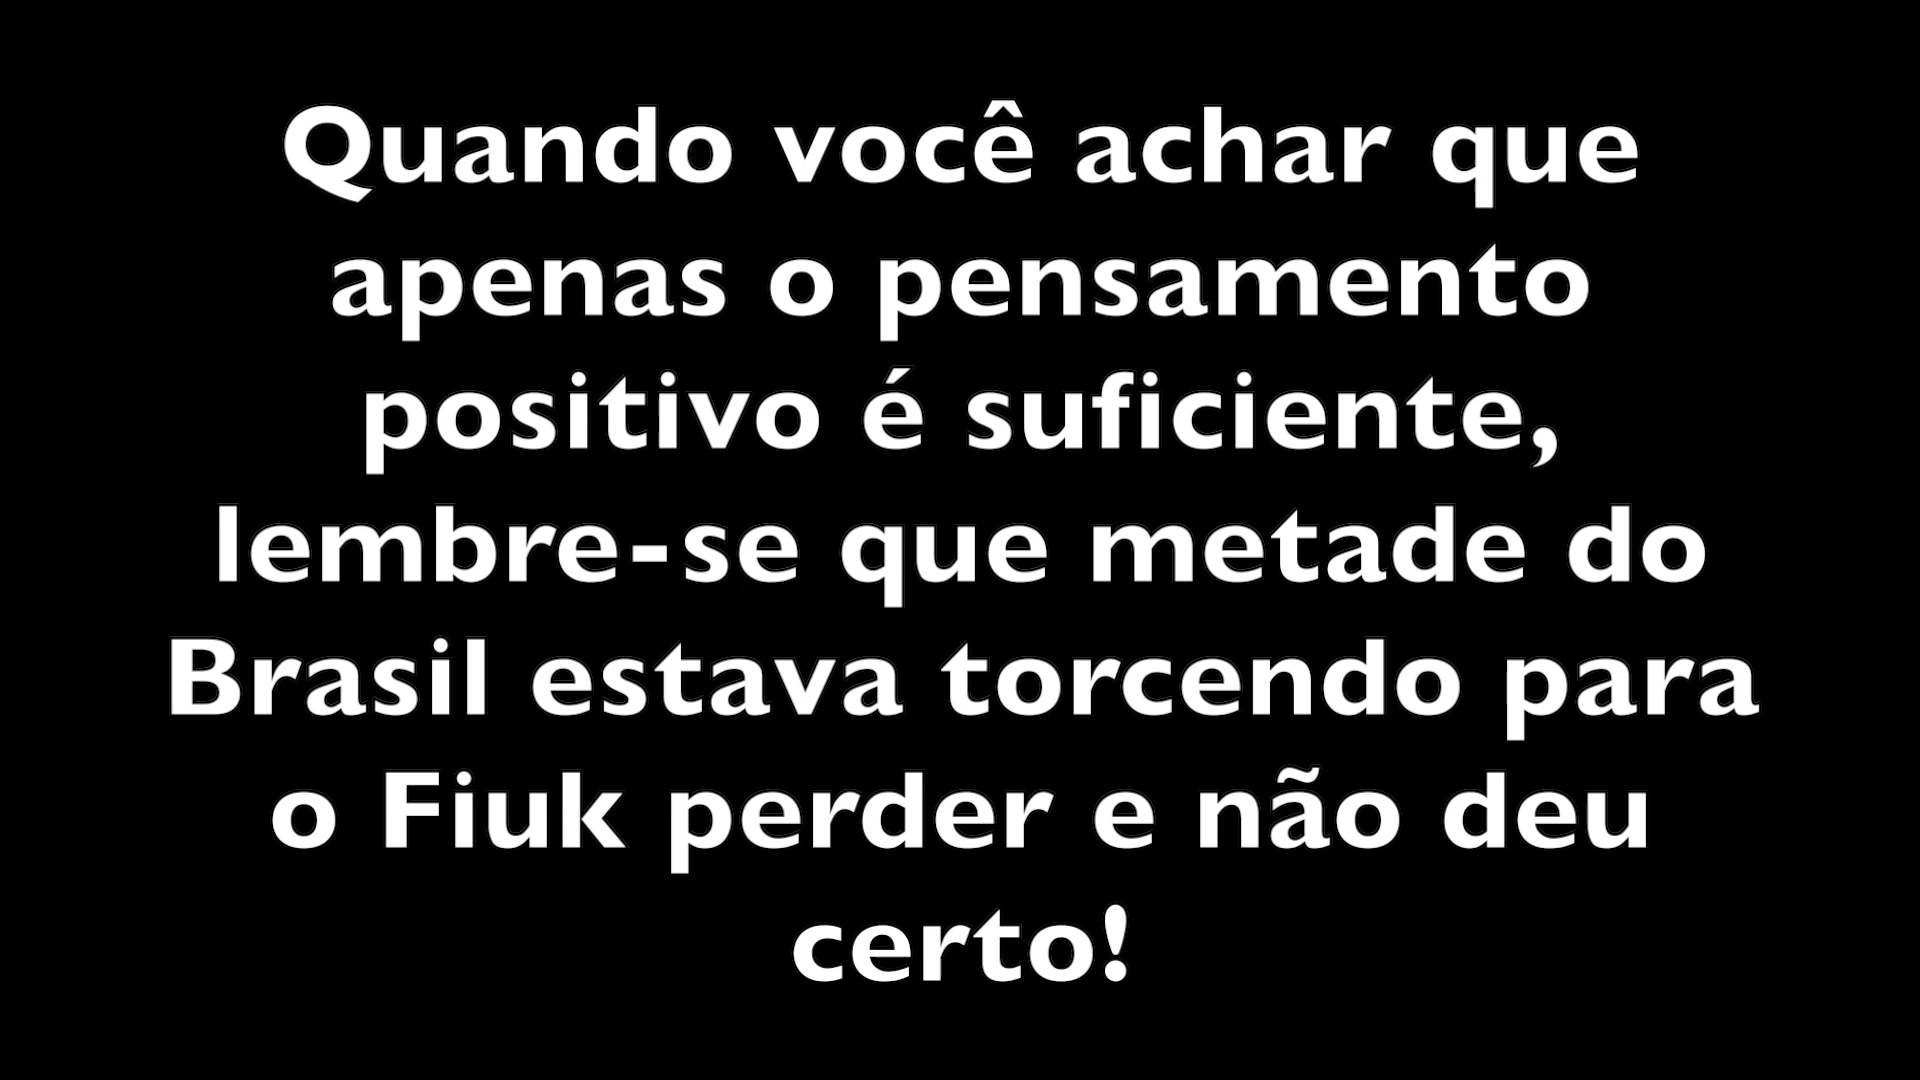 Quando você achar que
apenas o pensamento
positivo é suficiente,
lembre-se que metade do
Brasil estava torcendo para
o Fiuk perder e não deu
certo!